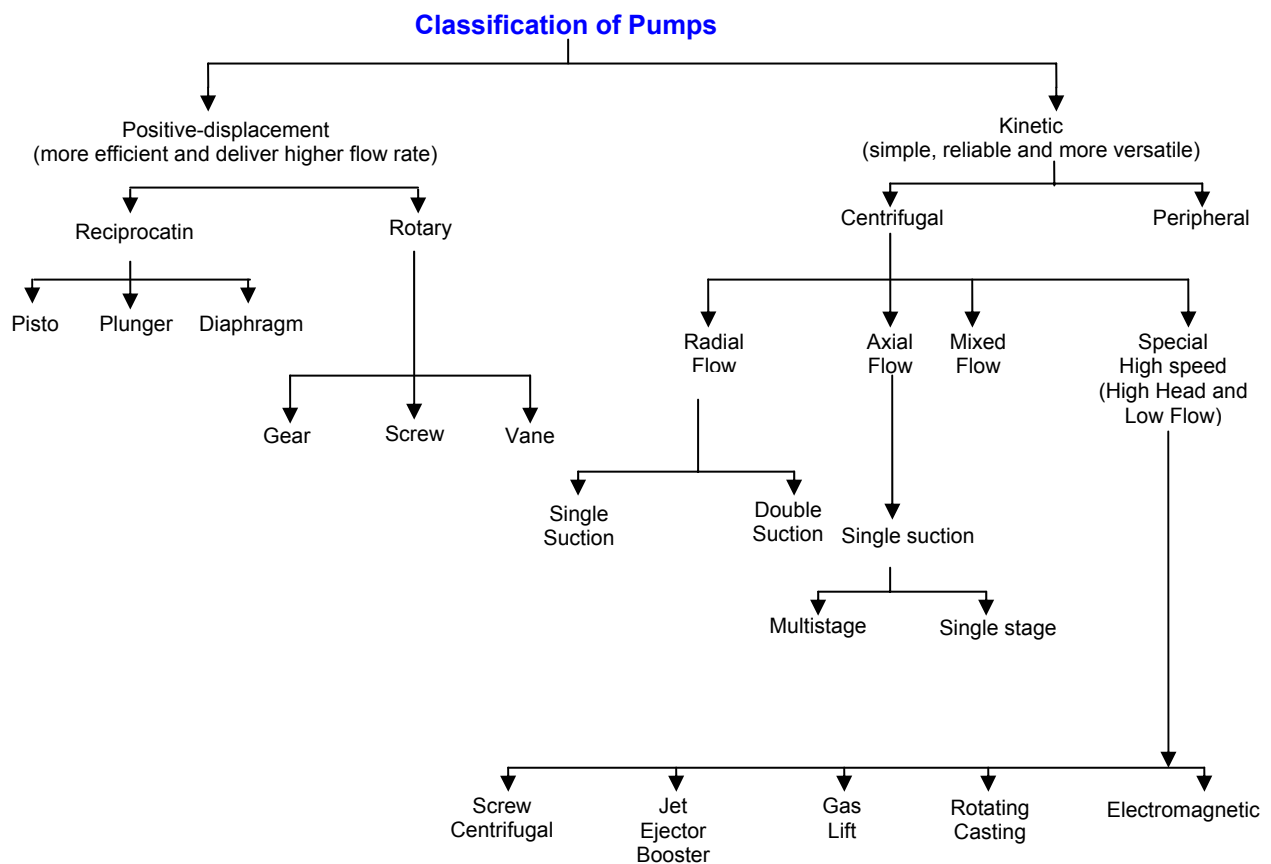 Classification of Pumps
Positive-displacement
(more efficient and deliver higher flow rate)
Kinetic
(simple, reliable and more versatile)
Reciprocatin
Rotary
Centrifugal
Peripheral
Pisto
Plunger
Diaphragm
Radial
Flow
Axial
Flow
Mixed
Flow
Special
High speed
(High Head and
Low Flow)
Gear
Screw
Vane
Single
Suction
Double
Suction
Single suction
Multistage
Single stage
Screw
Centrifugal
Jet
Ejector
Booster
Gas
Lift
Rotating
Casting
Electromagnetic